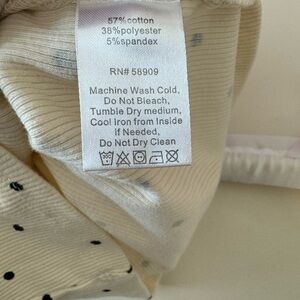 57%cotton
38%polyester
5%spandex
RN# 58909
Machine Wash Cold,
Do Not Bleach,
Tumble Dry medium,
Cool Iron from Inside
if Needed,
Do Not Dry Clean